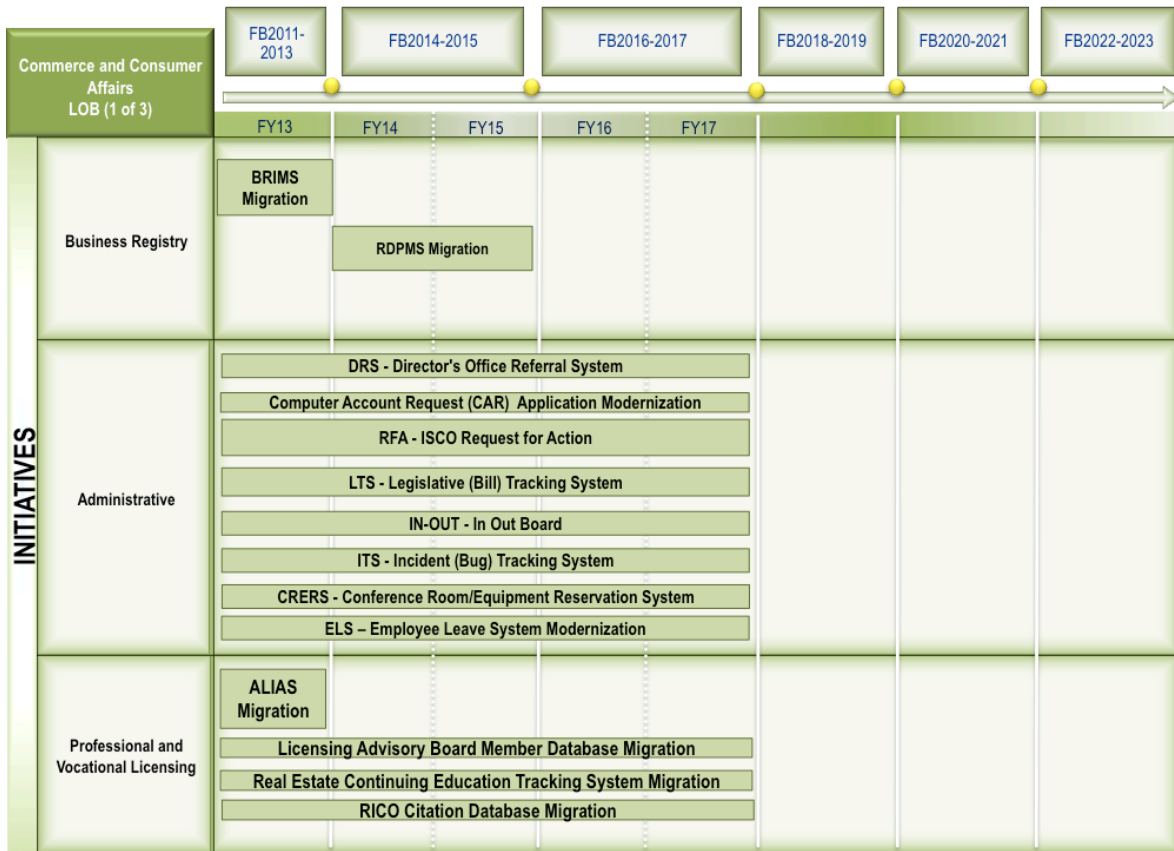 FB2011-
2013
FB2014-2015
FB2016-2017
FB2018-2019
FB2020-2021
FB2022-2023
Commerce and Consumer
Affairs
LOB (1 of 3)
FY13
FY14
FY15
FY16
FY17
INITIATIVES
Business Registry
BRIMS
Migration
RDPMS Migration
Administrative
DRS - Director's Office Referral System
Computer Account Request (CAR) Application Modernization
RFA - ISCO Request for Action
LTS - Legislative (Bill) Tracking System
IN-OUT - In Out Board
ITS - Incident (Bug) Tracking System
CRERS - Conference Room/Equipment Reservation System
ELS – Employee Leave System Modernization
Professional and
Vocational Licensing
ALIAS
Migration
Licensing Advisory Board Member Database Migration
Real Estate Continuing Education Tracking System Migration
RICO Citation Database Migration